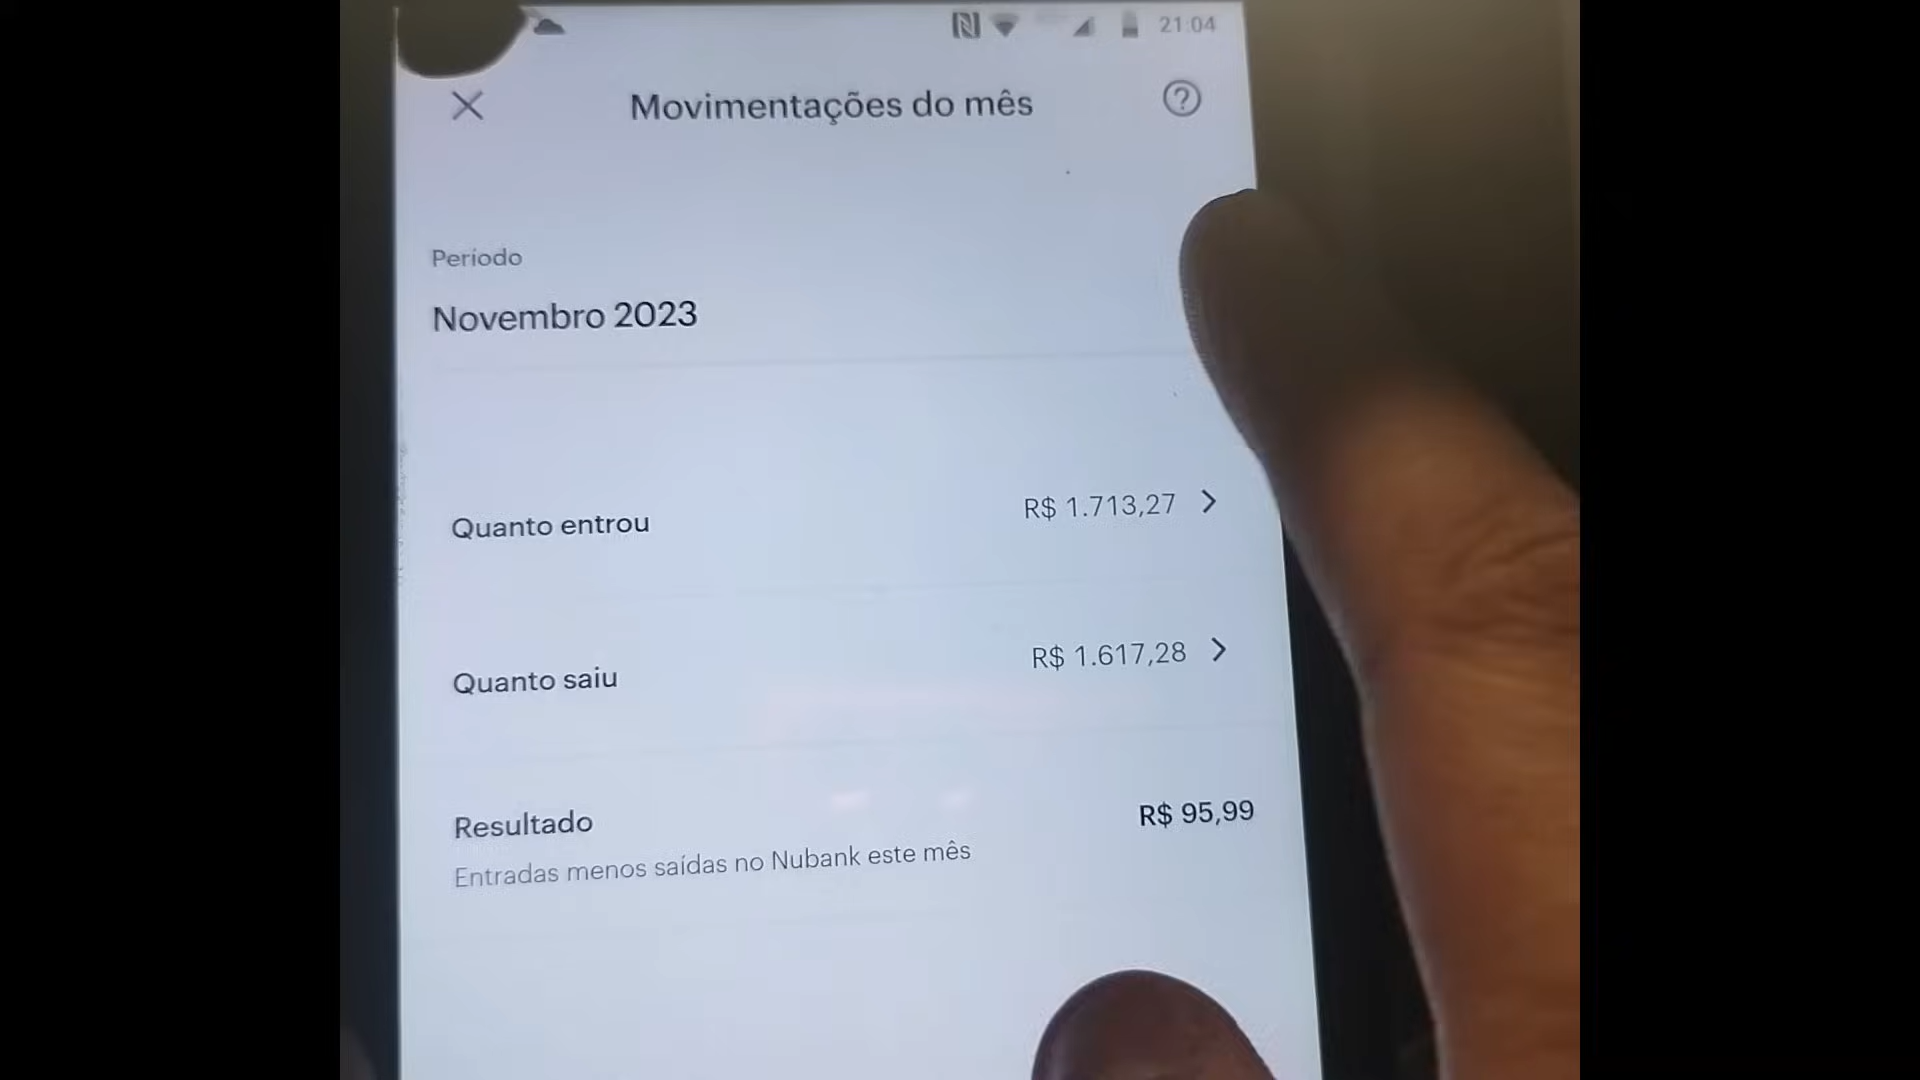 21:04
Movimentações do mês
Período
Novembro 2023
Quanto entrou R$ 1.713,27
Quanto saiu R$ 1.617,28
Resultado R$ 95,99
Entradas menos saídas no Nubank este mês